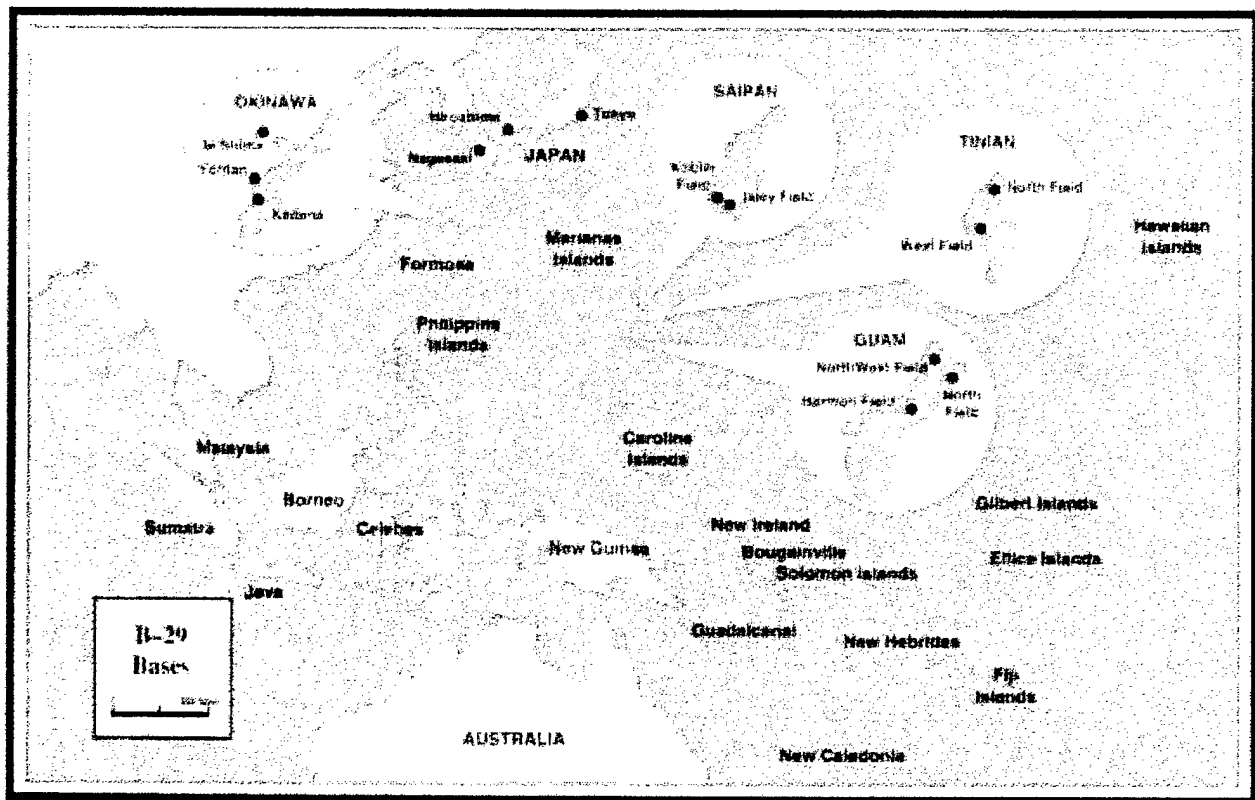 OKINAWA
Ie Shima
Yontan
Kadena
Hiroshima
Nagasaki
Tokyo
JAPAN
SAIPAN
Kobler
Field
Isley Field
TINIAN
North Field
West Field
Hawaiian
Islands
Marianas
Islands
Formosa
Philippine
Islands
GUAM
NorthWest Field
North
Field
Harmon Field
Malaysia
Caroline
Islands
Borneo
Sumatra
Celebes
New Guinea
New Ireland
Bougainville
Solomon Islands
Gilbert Islands
Ellice Islands
Java
Guadalcanal
New Hebrides
Fiji
Islands
B-29
Bases
AUSTRALIA
New Caledonia